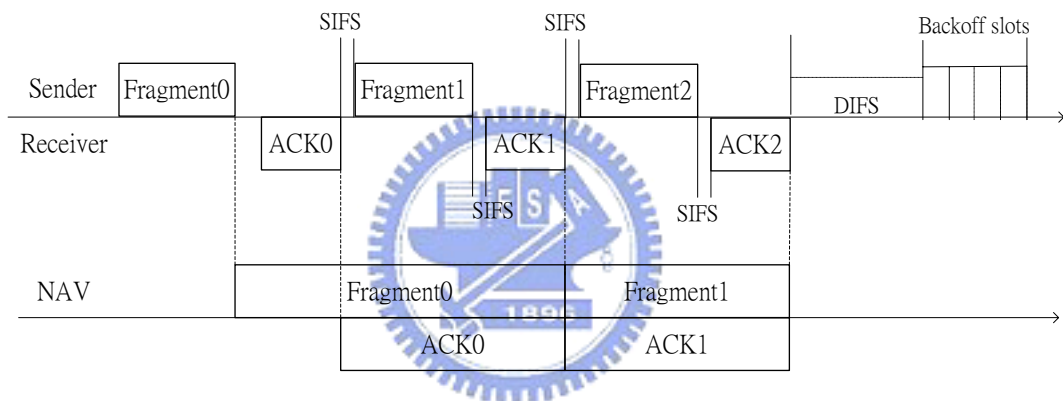 SIFS SIFS Backoff slots
Sender Fragment0 Fragment1 Fragment2 DIFS
Receiver ACK0 ACK1 ACK2
SIFS SIFS
NAV Fragment0 Fragment1
ACK0 ACK1
E S A
1896